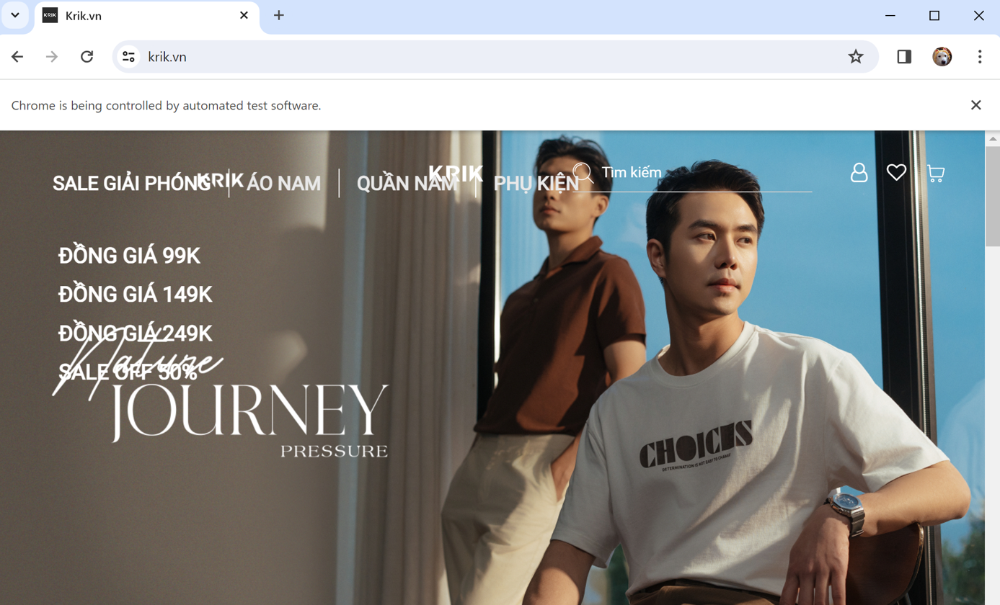 KRIK
Krik.vn
krik.vn
Chrome is being controlled by automated test software.
SALE GIẢI PHÓNG
KRIK
ÁO NAM
QUẦN NAM
KRIK
PHỤ KIỆN
Tìm kiếm
ĐỒNG GIÁ 99K
ĐỒNG GIÁ 149K
ĐỒNG GIÁ 249K
SALE OFF 50%
Nature
JOURNEY
PRESSURE
CHOICES
DETERMINATION IS NOT EASY TO CHANGE